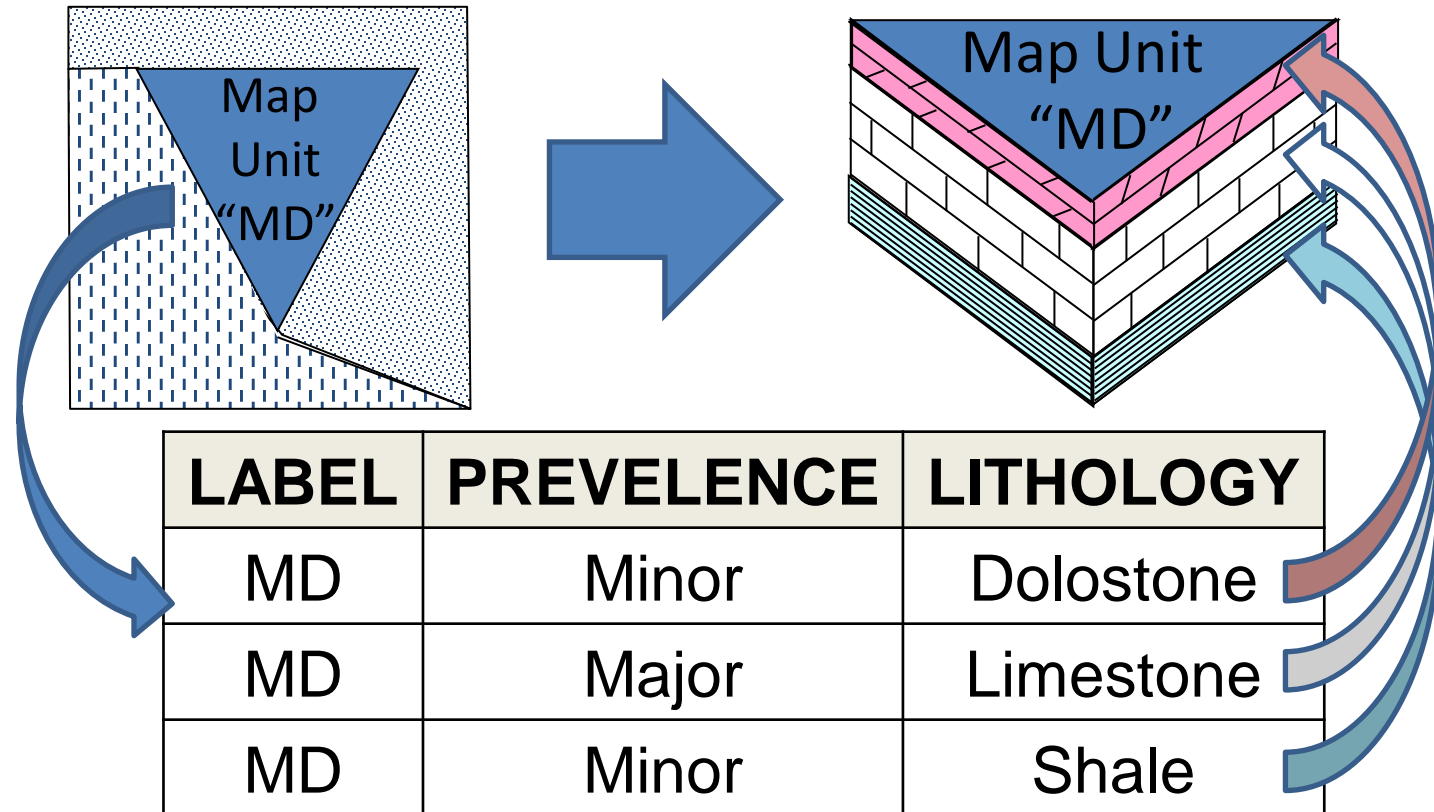 Map
Unit
“MD”
Map Unit
“MD”
LABEL PREVELENCE LITHOLOGY
MD Minor Dolostone
MD Major Limestone
MD Minor Shale